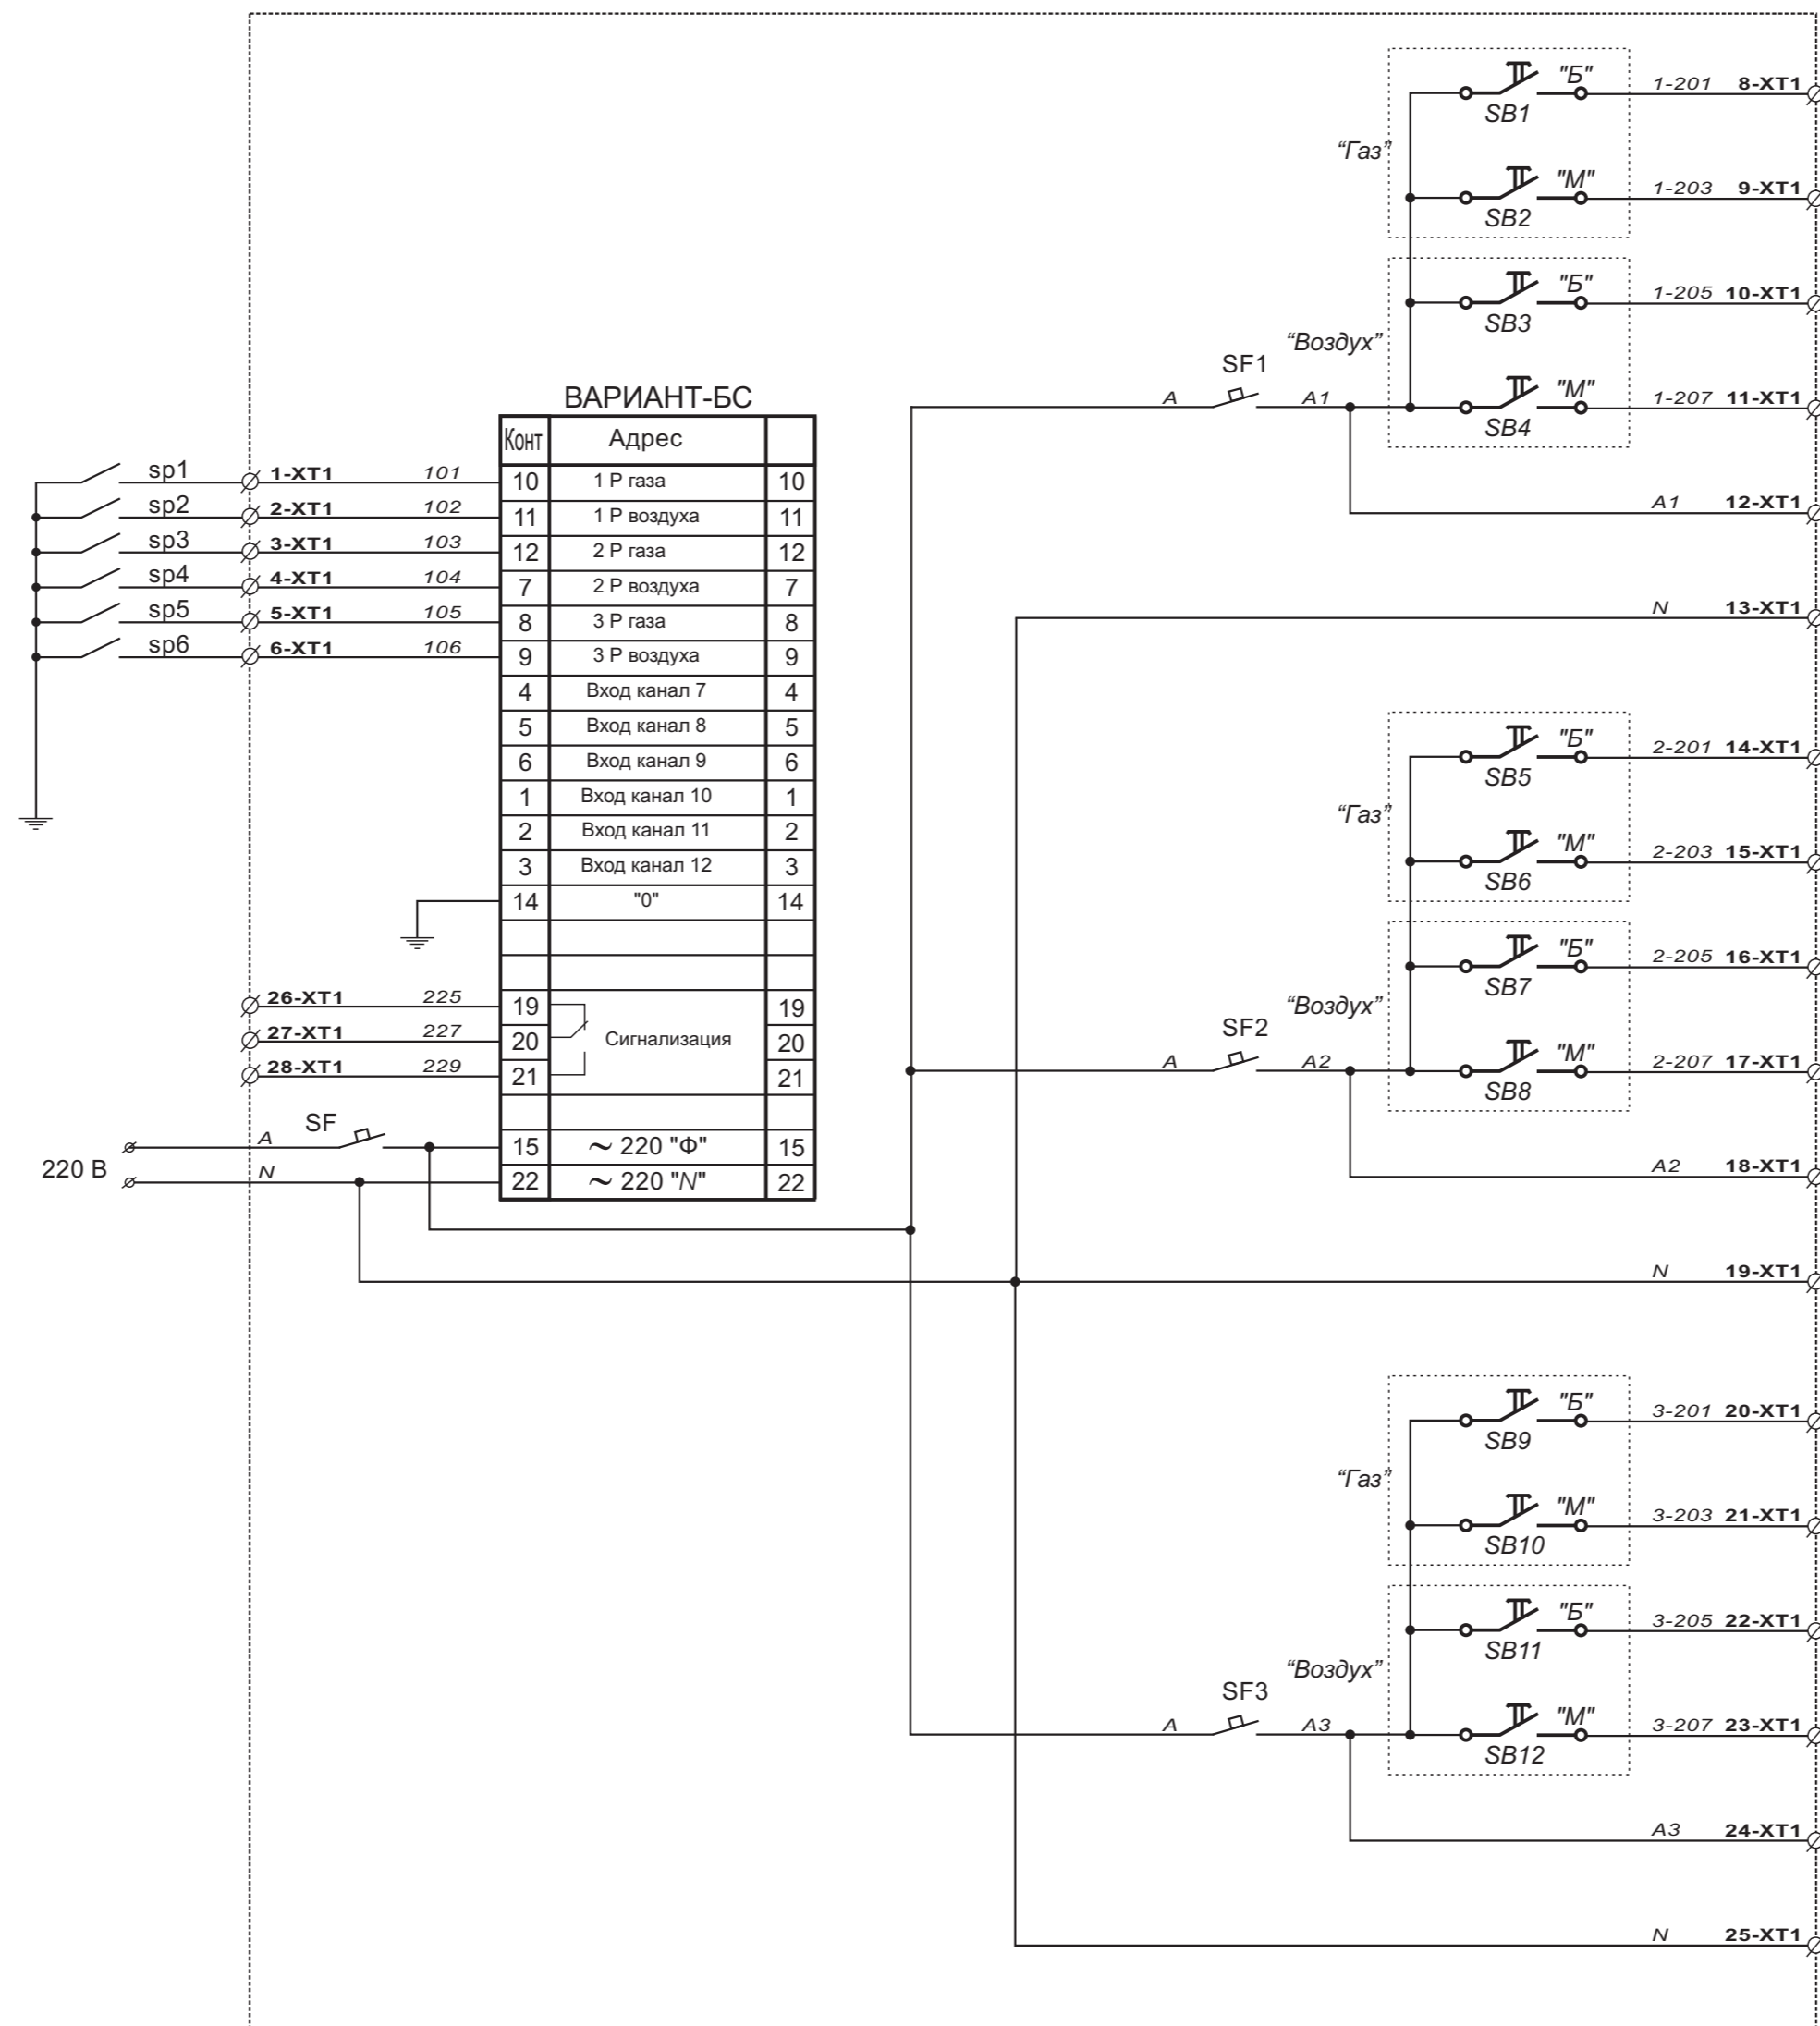 "Б"
1-201 8-XT1
SB1
“Газ”
"М"
1-203 9-XT1
SB2
"Б"
1-205 10-XT1
SB3
“Воздух”
SF1
A
A1
"М"
1-207 11-XT1
SB4
A1 12-XT1
N 13-XT1
ВАРИАНТ-БС
Конт Адрес
sp1 1-XT1 101 10 1 Р газа 10
sp2 2-XT1 102 11 1 Р воздуха 11
sp3 3-XT1 103 12 2 Р газа 12
sp4 4-XT1 104 7 2 Р воздуха 7
sp5 5-XT1 105 8 3 Р газа 8
sp6 6-XT1 106 9 3 Р воздуха 9
4 Вход канал 7 4
5 Вход канал 8 5
6 Вход канал 9 6
1 Вход канал 10 1
2 Вход канал 11 2
3 Вход канал 12 3
14 "0" 14
26-XT1 225 19 19
27-XT1 227 20 Сигнализация 20
28-XT1 229 21 21
SF
220 В
A 15 ~ 220 "Ф" 15
N 22 ~ 220 "N" 22
"Б"
2-201 14-XT1
SB5
“Газ”
"М"
2-203 15-XT1
SB6
"Б"
2-205 16-XT1
SB7
“Воздух”
SF2
A
A2
"М"
2-207 17-XT1
SB8
A2 18-XT1
N 19-XT1
"Б"
3-201 20-XT1
SB9
“Газ”
"М"
3-203 21-XT1
SB10
"Б"
3-205 22-XT1
SB11
“Воздух”
SF3
A
A3
"М"
3-207 23-XT1
SB12
A3 24-XT1
N 25-XT1